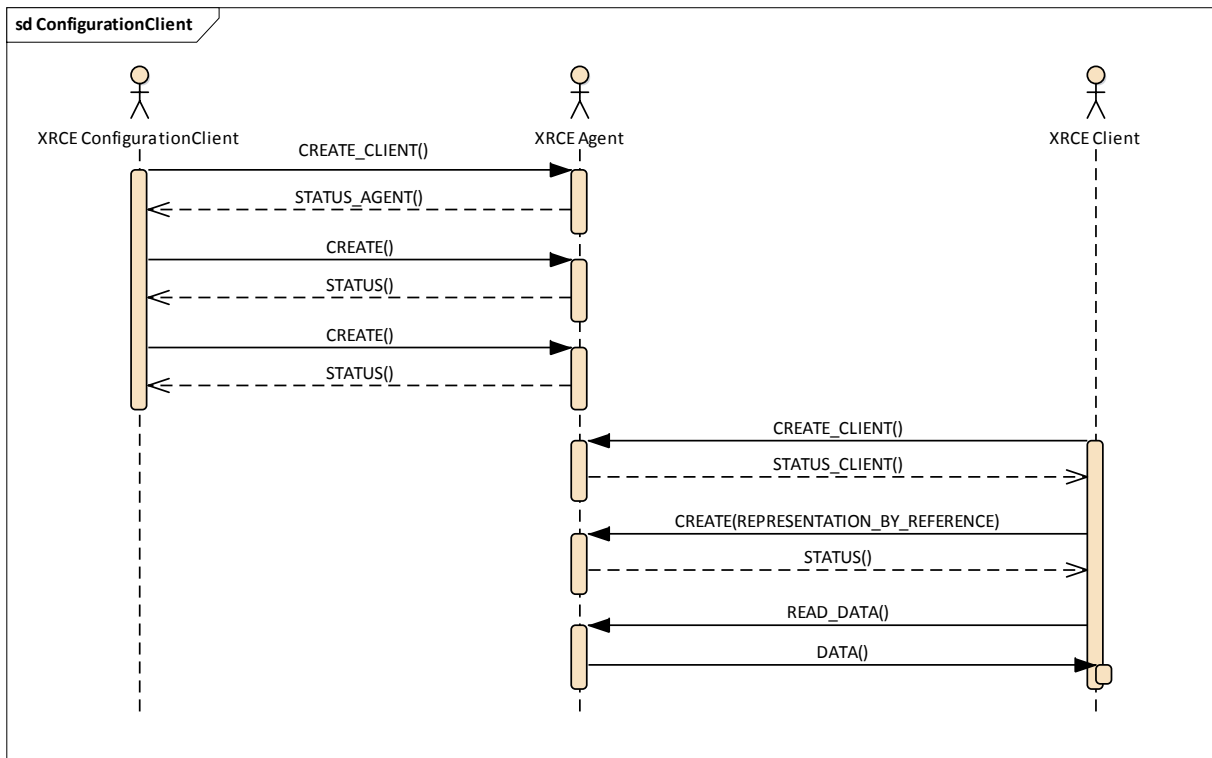 sd ConfigurationClient
XRCE ConfigurationClient
XRCE Agent
XRCE Client
CREATE_CLIENT()
STATUS_AGENT()
CREATE()
STATUS()
CREATE()
STATUS()
CREATE_CLIENT()
STATUS_CLIENT()
CREATE(REPRESENTATION_BY_REFERENCE)
STATUS()
READ_DATA()
DATA()